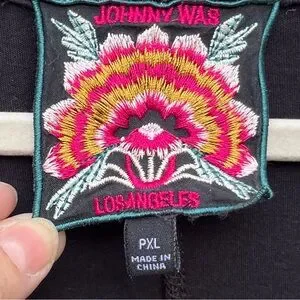 JOHNNY WAS
LOS ANGELES
PXL
MADE IN
CHINA